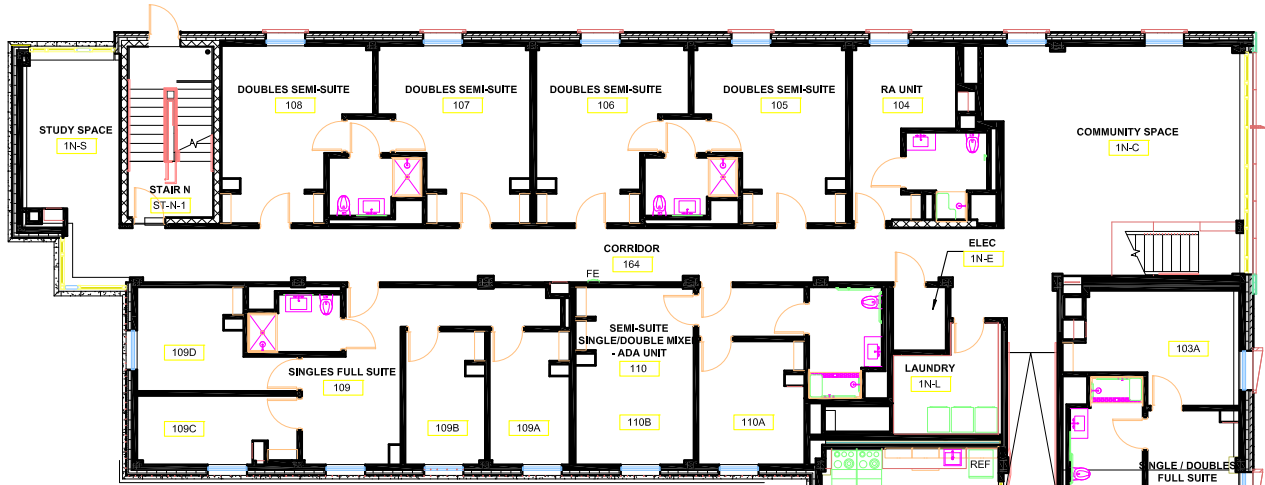 DOUBLES SEMI-SUITE
108
DOUBLES SEMI-SUITE
107
DOUBLES SEMI-SUITE
106
DOUBLES SEMI-SUITE
105
RA UNIT
104
STUDY SPACE
1N-S
COMMUNITY SPACE
1N-C
STAIR N
ST-N-1
CORRIDOR
164
ELEC
1N-E
FE
SEMI-SUITE
SINGLE/DOUBLE MIXED
- ADA UNIT
110
109D
103A
SINGLES FULL SUITE
109
LAUNDRY
1N-L
109C
109B
109A
110B
110A
REF
SINGLE / DOUBLES
FULL SUITE